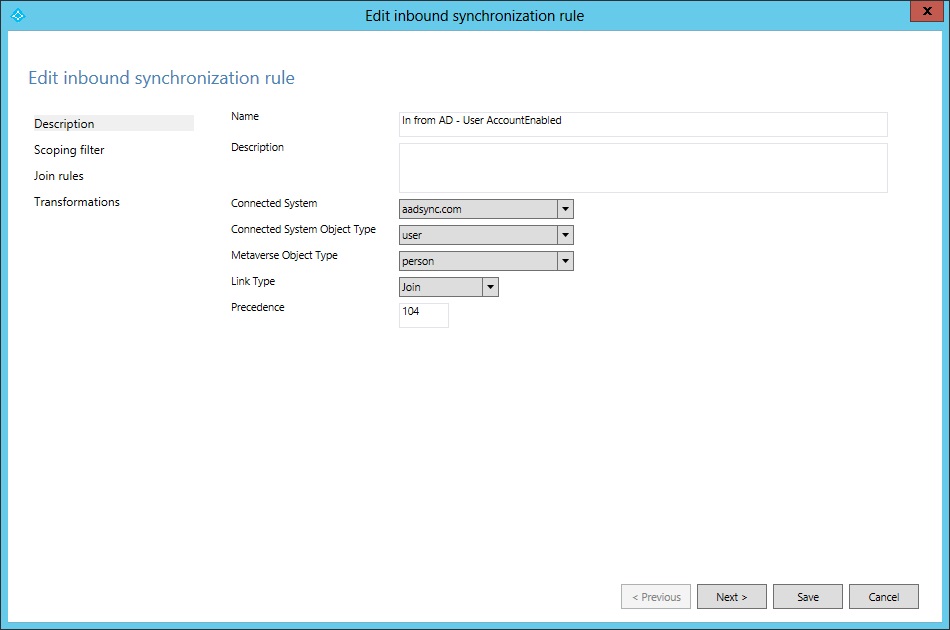 Edit inbound synchronization rule
x
Edit inbound synchronization rule
Description
Scoping filter
Join rules
Transformations
Name
In from AD - User AccountEnabled
Description
Connected System
aadsync.com
Connected System Object Type
user
Metaverse Object Type
person
Link Type
Join
Precedence
104
< Previous
Next >
Save
Cancel